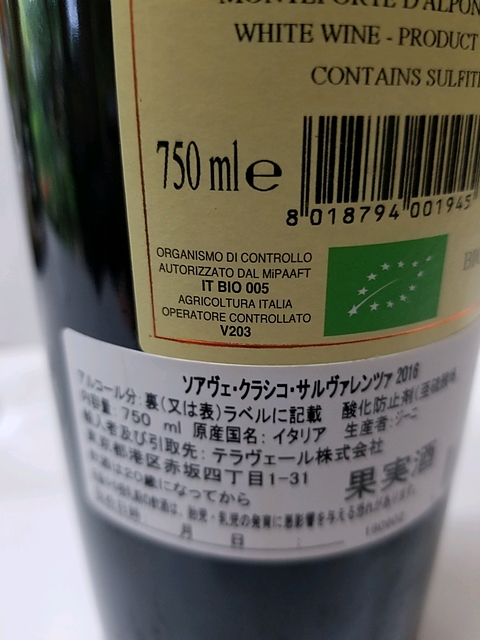 MONTEFORTE D'ALPON
WHITE WINE - PRODUCT
CONTAINS SULFIT
750 ml e
8 018794 001945
ORGANISMO DI CONTROLLO
AUTORIZZATO DAL MiPAAFT
IT BIO 005
AGRICOLTURA ITALIA
OPERATORE CONTROLLATO
V203
ソアヴェ・クラシコ・サルヴァレンツァ 2016
アルコール分: 裏(又は表)ラベルに記載 酸化防止剤(亜硫酸
内容量: 750 ml 原産国名: イタリア 生産者: ジーニ
輸入者及び引取先: テラヴェール株式会社
東京都港区赤坂四丁目1-31
果実酒
お酒は20歳になってから
月 日